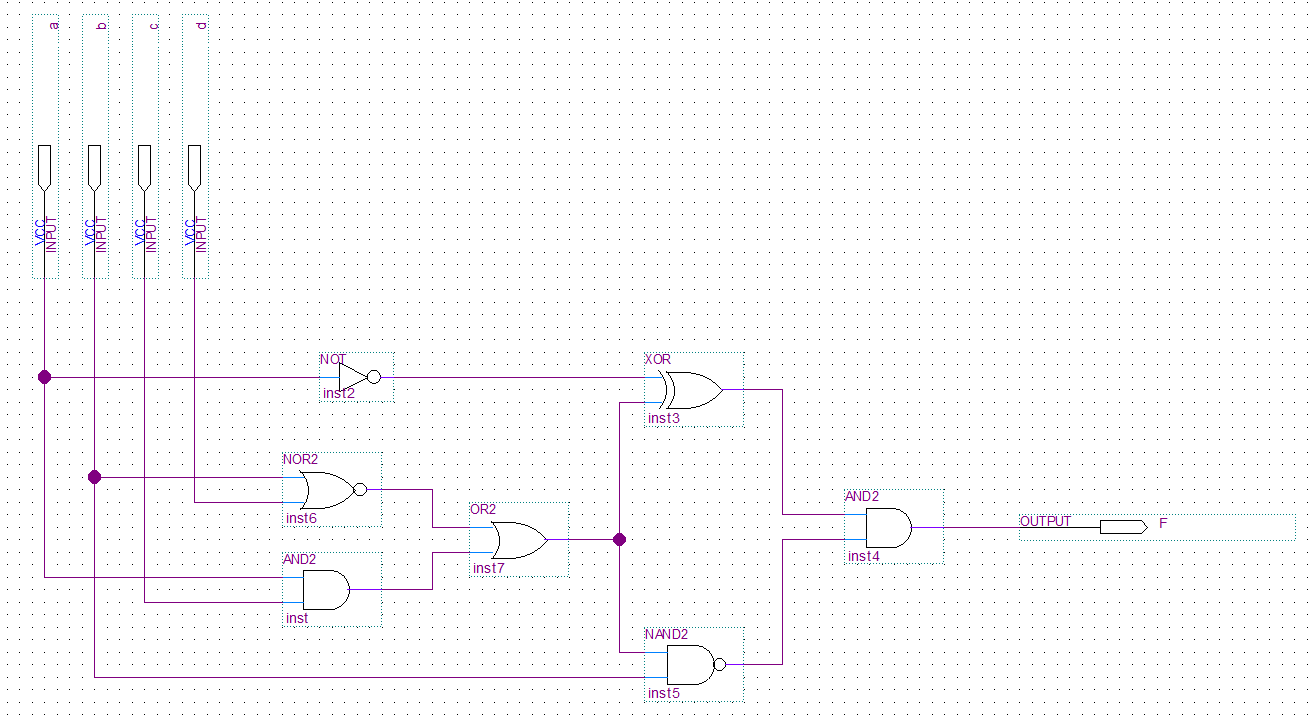 a
b
c
d
VCC
INPUT
VCC
INPUT
VCC
INPUT
VCC
INPUT
NOT
inst2
XOR
inst3
NOR2
inst6
OR2
inst7
AND2
inst
AND2
inst4
OUTPUT
F
NAND2
inst5